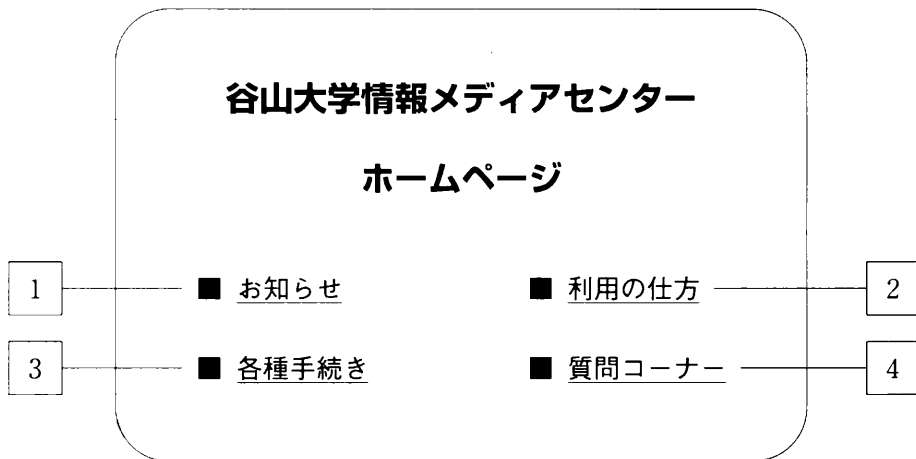 谷山大学情報メディアセンター
ホームページ
1 ■ お知らせ ■ 利用の仕方 2
3 ■ 各種手続き ■ 質問コーナー 4